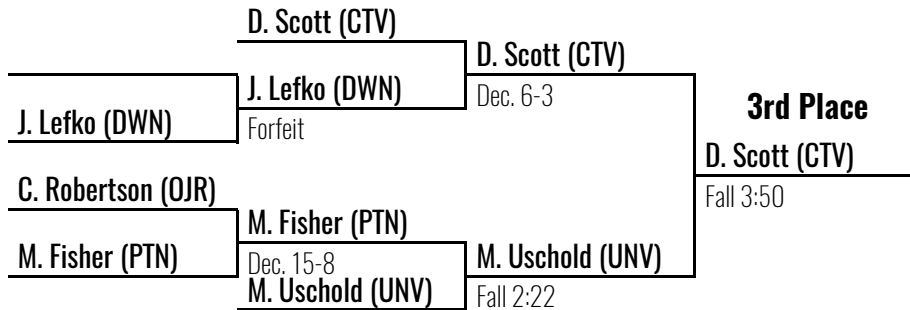 D. Scott (CTV)
D. Scott (CTV)
J. Lefko (DWN)
Dec. 6-3
3rd Place
J. Lefko (DWN)
Forfeit
D. Scott (CTV)
C. Robertson (OJR)
Fall 3:50
M. Fisher (PTN)
M. Fisher (PTN)
M. Uschold (UNV)
Dec. 15-8
M. Uschold (UNV)
Fall 2:22